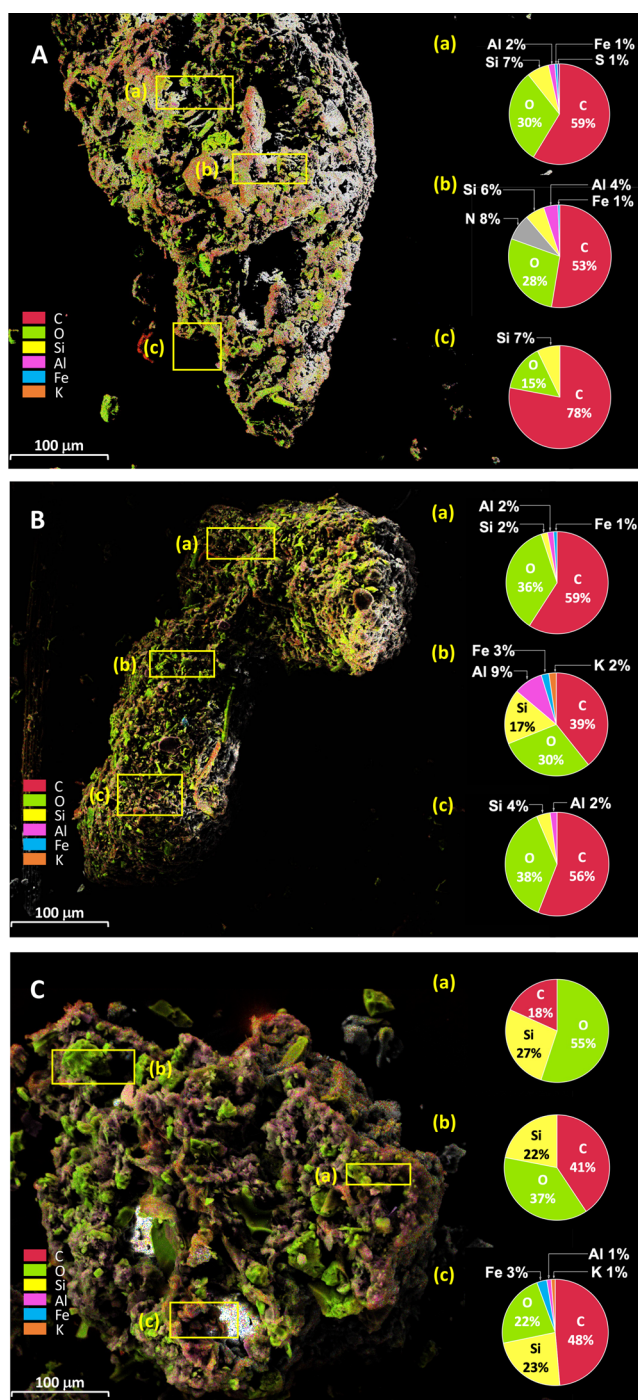 A
(a)
Al 2%
Fe 1%
Si 7%
S 1%
O
30%
C
59%
(a)
(b)
(b)
Si 6%
Al 4%
Fe 1%
N 8%
C
53%
O
28%
(c)
(c)
Si 7%
O
15%
C
78%
C
O
Si
Al
Fe
K
100 µm
B
(a)
Al 2%
Si 2%
Fe 1%
O
36%
C
59%
(a)
(b)
(b)
Fe 3%
Al 9%
K 2%
Si
17%
C
39%
O
30%
(c)
(c)
Si 4%
Al 2%
O
38%
C
56%
C
O
Si
Al
Fe
K
100 µm
C
(a)
C
18%
Si
27%
O
55%
(b)
(b)
Si
22%
C
41%
O
37%
(a)
(c)
(c)
Al 1%
Fe 3%
K 1%
O
22%
C
48%
Si
23%
C
O
Si
Al
Fe
K
100 µm